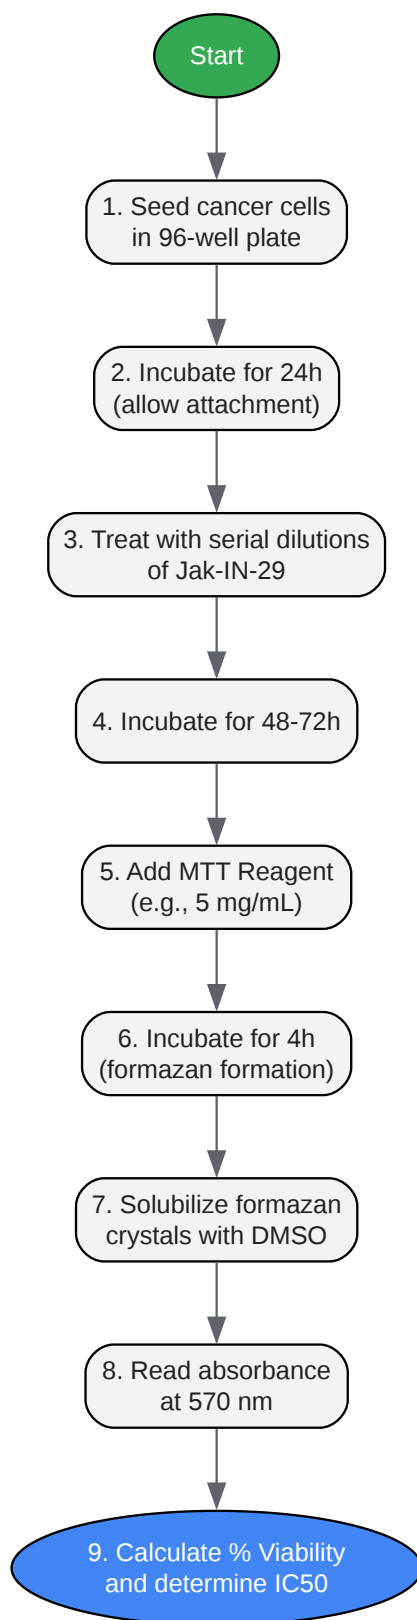 Start
1. Seed cancer cells
in 96-well plate
2. Incubate for 24h
(allow attachment)
3. Treat with serial dilutions
of Jak-IN-29
4. Incubate for 48-72h
5. Add MTT Reagent
(e.g., 5 mg/mL)
6. Incubate for 4h
(formazan formation)
7. Solubilize formazan
crystals with DMSO
8. Read absorbance
at 570 nm
9. Calculate % Viability
and determine IC50